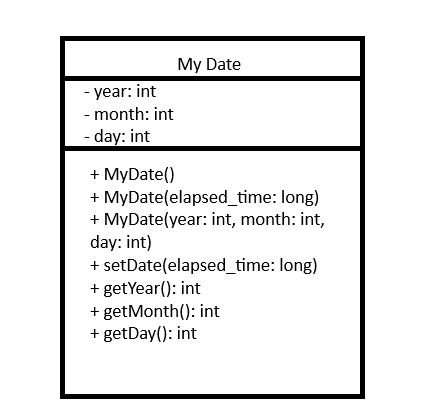 My Date
- year: int
- month: int
- day: int
+ MyDate()
+ MyDate(elapsed_time: long)
+ MyDate(year: int, month: int,
day: int)
+ setDate(elapsed_time: long)
+ getYear(): int
+ getMonth(): int
+ getDay(): int